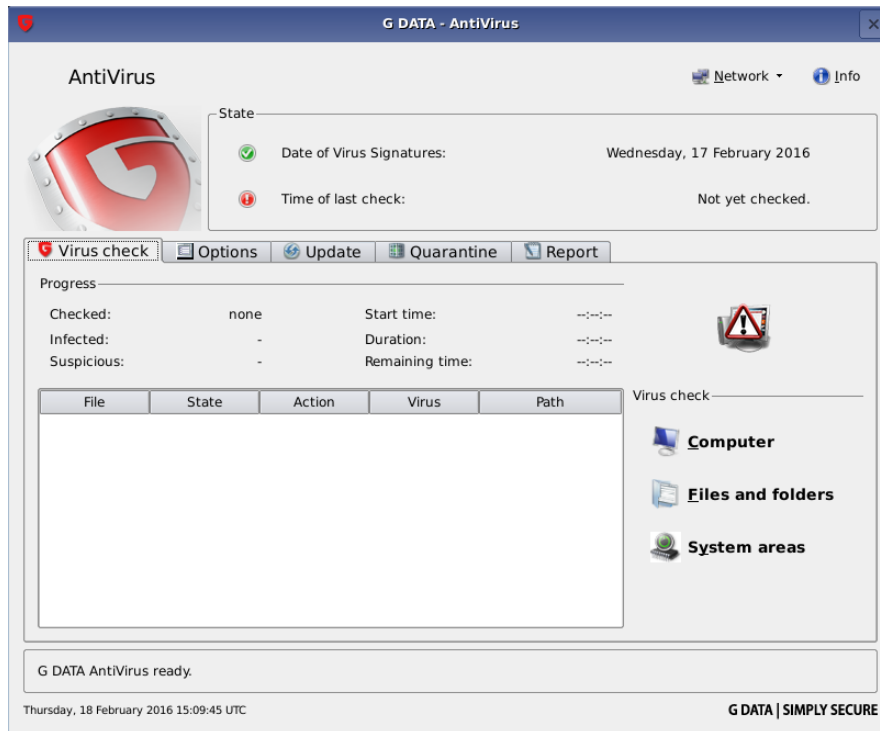 G DATA - AntiVirus
AntiVirus
Network
Info
State
Date of Virus Signatures: Wednesday, 17 February 2016
Time of last check: Not yet checked.
Virus check
Options
Update
Quarantine
Report
Progress
Checked: none Start time: --:--:--
Infected: - Duration: --:--:--
Suspicious: - Remaining time: --:--:--
File State Action Virus Path
Virus check
Computer
Files and folders
System areas
G DATA AntiVirus ready.
Thursday, 18 February 2016 15:09:45 UTC
G DATA | SIMPLY SECURE